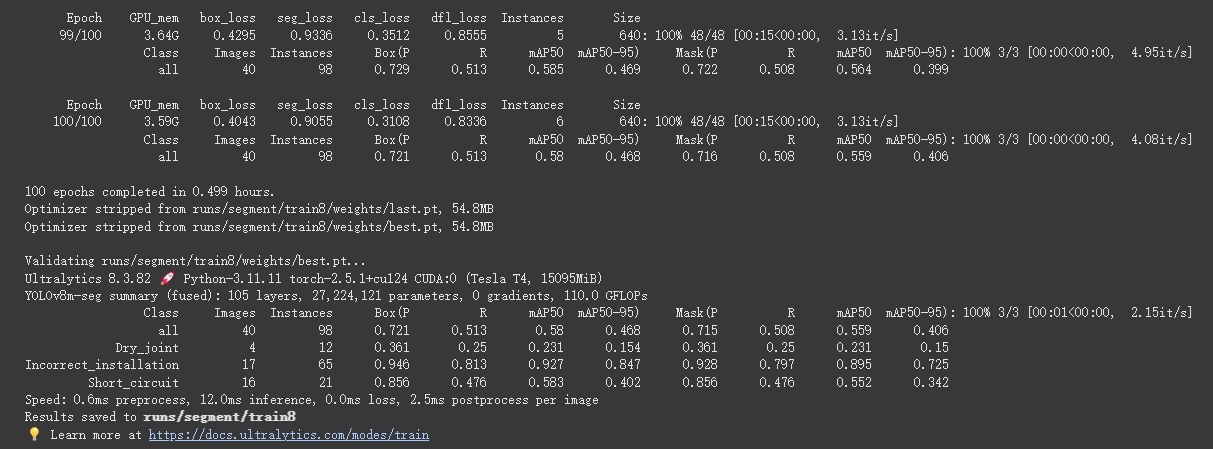 Epoch GPU_mem box_loss seg_loss cls_loss dfl_loss Instances Size
99/100 3.64G 0.4295 0.9336 0.3512 0.8555 5 640: 100% 48/48 [00:15<00:00, 3.13it/s]
Class Images Instances Box(P R mAP50 mAP50-95) Mask(P R mAP50 mAP50-95): 100% 3/3 [00:00<00:00, 4.95it/s]
all 40 98 0.729 0.513 0.585 0.469 0.722 0.508 0.564 0.399
Epoch GPU_mem box_loss seg_loss cls_loss dfl_loss Instances Size
100/100 3.59G 0.4043 0.9055 0.3108 0.8336 6 640: 100% 48/48 [00:15<00:00, 3.13it/s]
Class Images Instances Box(P R mAP50 mAP50-95) Mask(P R mAP50 mAP50-95): 100% 3/3 [00:00<00:00, 4.08it/s]
all 40 98 0.721 0.513 0.58 0.468 0.716 0.508 0.559 0.406
100 epochs completed in 0.499 hours.
Optimizer stripped from runs/segment/train8/weights/last.pt, 54.8MB
Optimizer stripped from runs/segment/train8/weights/best.pt, 54.8MB
Validating runs/segment/train8/weights/best.pt...
Ultralytics 8.3.82 🚀 Python-3.11.11 torch-2.5.1+cu124 CUDA:0 (Tesla T4, 15095MiB)
YOLOv8m-seg summary (fused): 105 layers, 27,224,121 parameters, 0 gradients, 110.0 GFLOPs
Class Images Instances Box(P R mAP50 mAP50-95) Mask(P R mAP50 mAP50-95): 100% 3/3 [00:01<00:00, 2.15it/s]
all 40 98 0.721 0.513 0.58 0.468 0.715 0.508 0.559 0.406
Dry_joint 4 12 0.361 0.25 0.231 0.154 0.361 0.25 0.231 0.15
Incorrect_installation 17 65 0.946 0.813 0.927 0.847 0.928 0.797 0.895 0.725
Short_circuit 16 21 0.856 0.476 0.583 0.402 0.856 0.476 0.552 0.342
Speed: 0.6ms preprocess, 12.0ms inference, 0.0ms loss, 2.5ms postprocess per image
Results saved to runs/segment/train8
💡 Learn more at https://docs.ultralytics.com/modes/train